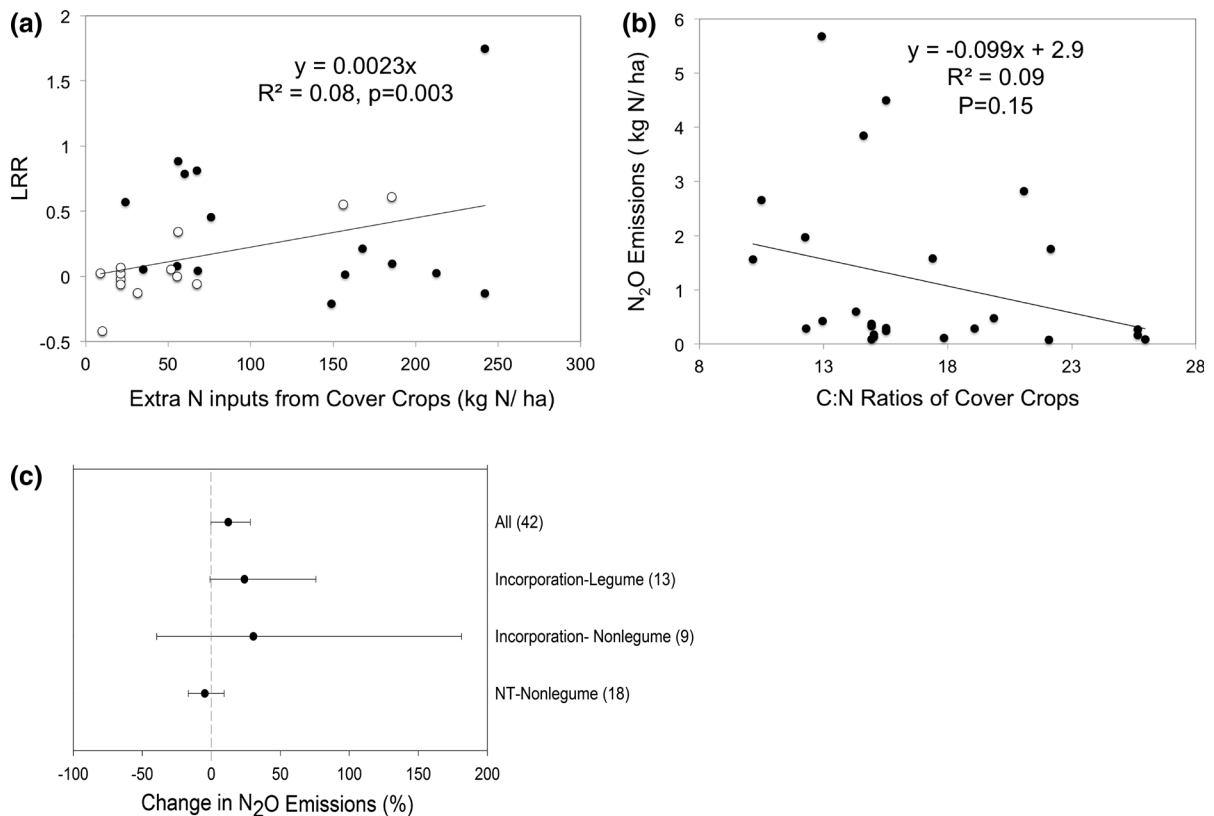 (a)
2
1.5
1
0.5
0
-0.5
LRR
y = 0.0023x
R² = 0.08, p=0.003
0 50 100 150 200 250 300
Extra N inputs from Cover Crops (kg N/ ha)
(b)
6
5
4
3
2
1
0
N₂O Emissions ( kg N/ ha)
y = -0.099x + 2.9
R² = 0.09
P=0.15
8 13 18 23 28
C:N Ratios of Cover Crops
(c)
All (42)
Incorporation-Legume (13)
Incorporation- Nonlegume (9)
NT-Nonlegume (18)
-100 -50 0 50 100 150 200
Change in N₂O Emissions (%)